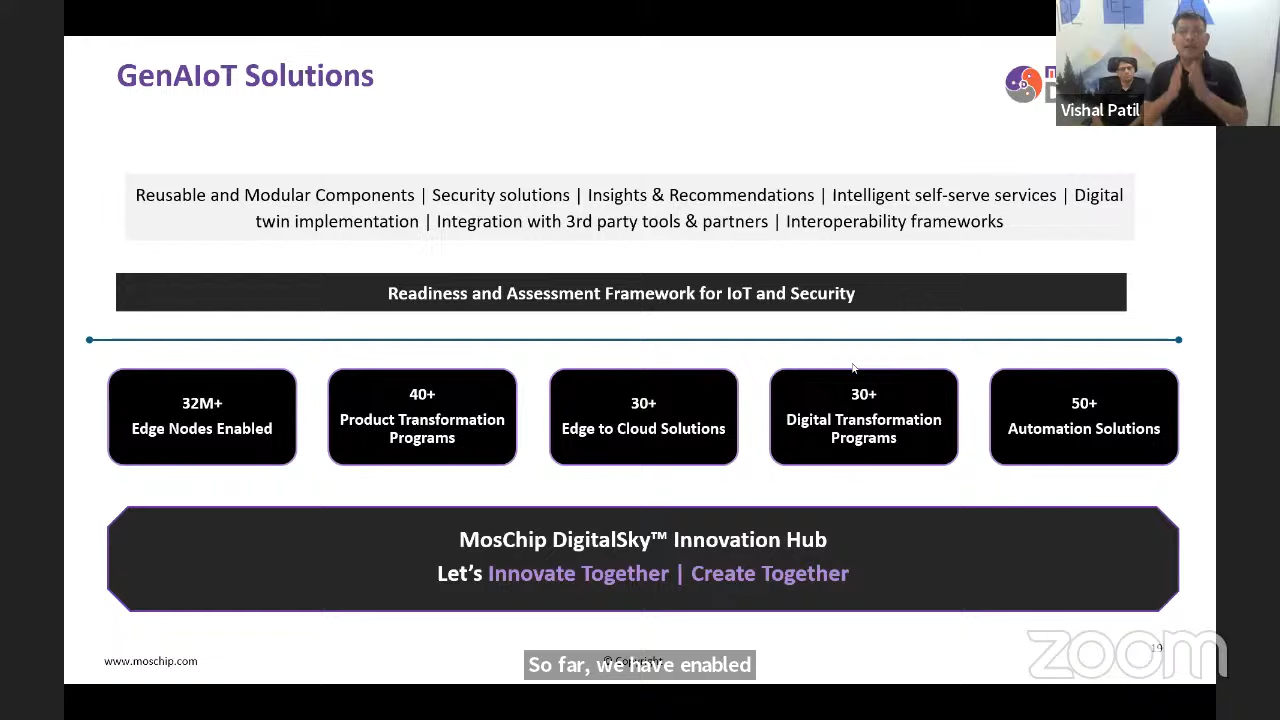 GenAIoT Solutions
Vishal Patil
Reusable and Modular Components | Security solutions | Insights & Recommendations | Intelligent self-serve services | Digital
twin implementation | Integration with 3rd party tools & partners | Interoperability frameworks
Readiness and Assessment Framework for IoT and Security
32M+
Edge Nodes Enabled
40+
Product Transformation
Programs
30+
Edge to Cloud Solutions
30+
Digital Transformation
Programs
50+
Automation Solutions
MosChip DigitalSky™ Innovation Hub
Let's Innovate Together | Create Together
www.moschip.com
So far, we have enabled
zoom
19